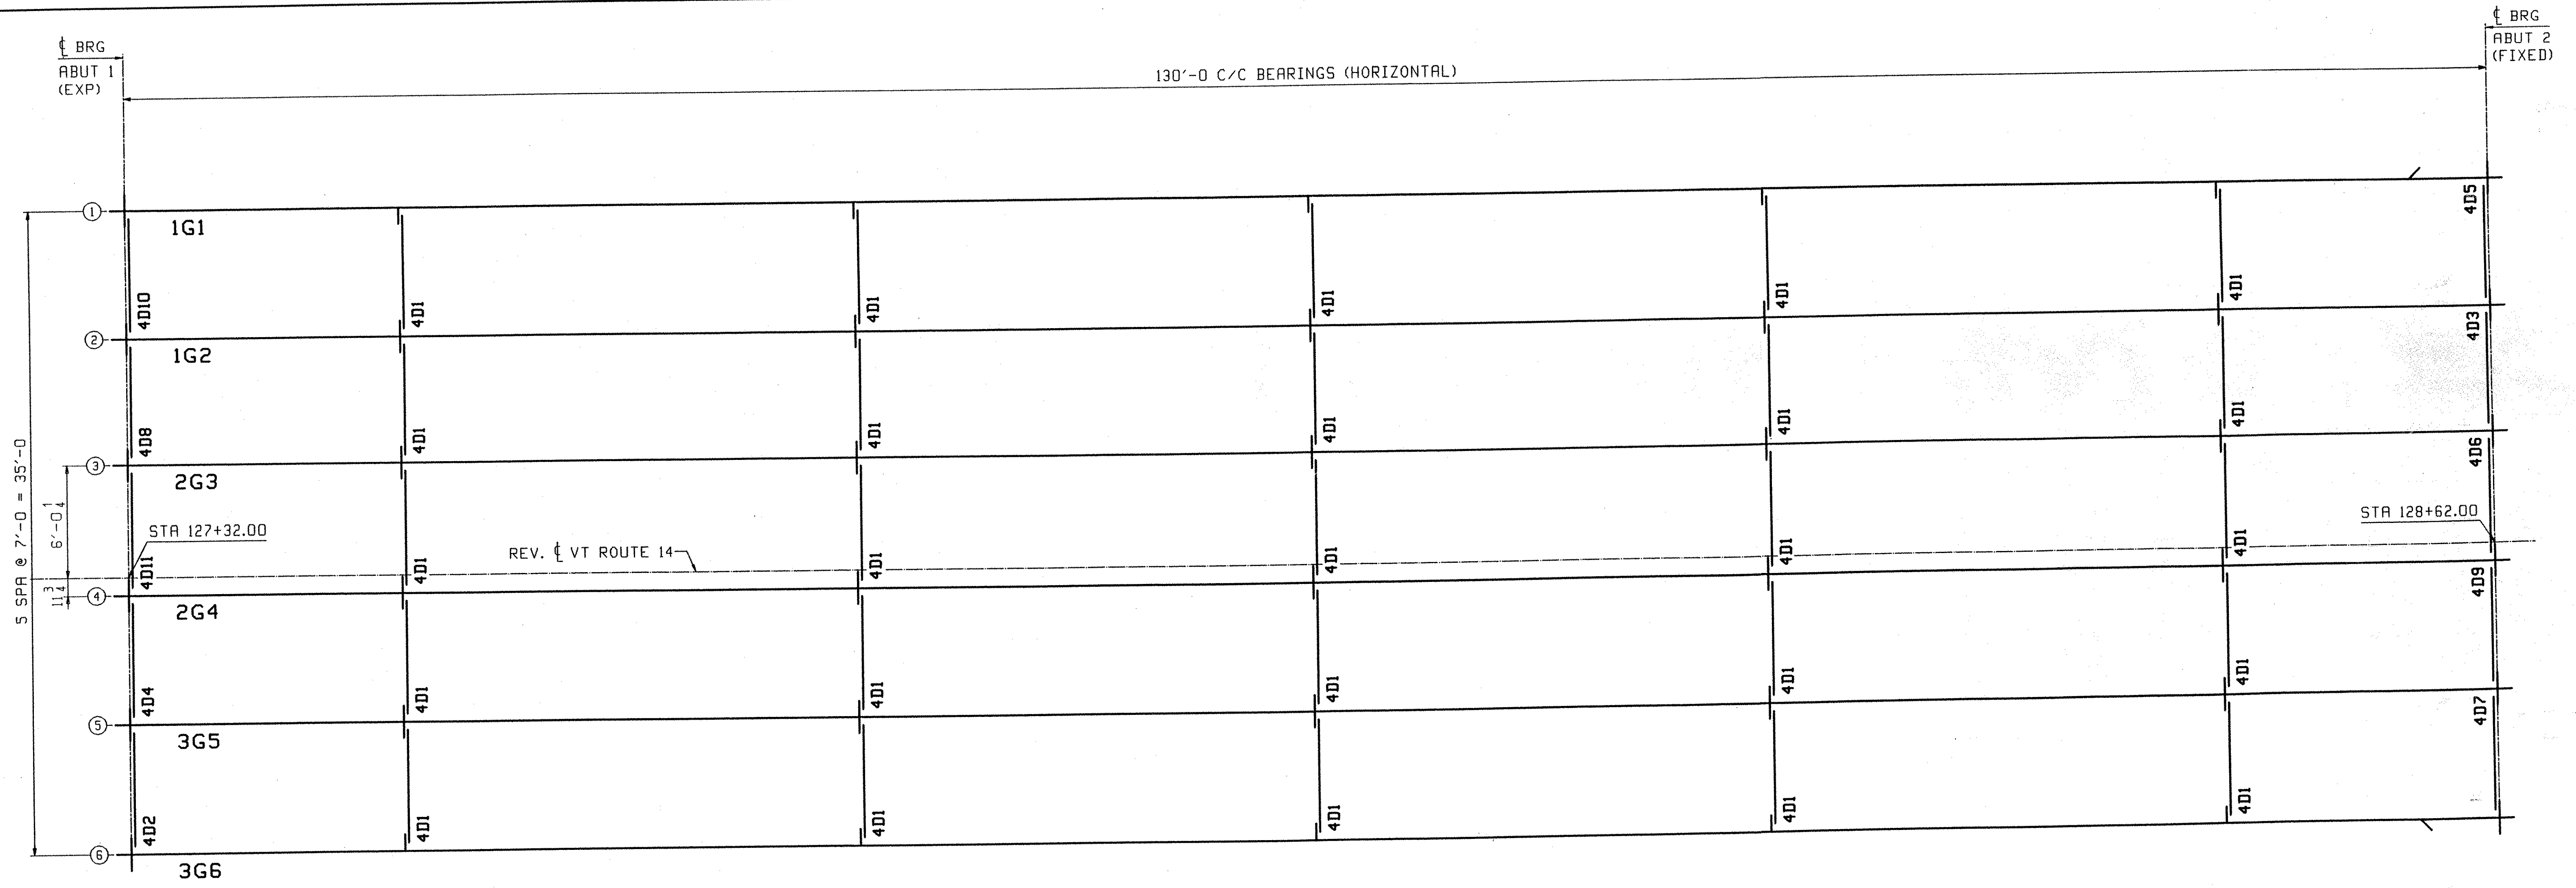 ℄ BRG
ABUT 1
(EXP)
130'-0 C/C BEARINGS (HORIZONTAL)
℄ BRG
ABUT 2
(FIXED)
1
1G1
4D10
4D1
4D1
4D1
4D1
4D1
4D5
2
1G2
4D8
4D1
4D1
4D1
4D1
4D1
4D3
3
2G3
4D11
4D1
4D1
4D1
4D1
4D1
4D6
5 SPA @ 7'-0 = 35'-0
6'-0 1/4
11 3/4
STA 127+32.00
REV. ℄ VT ROUTE 14
STA 128+62.00
4
2G4
4D4
4D1
4D1
4D1
4D1
4D1
4D9
5
3G5
4D2
4D1
4D1
4D1
4D1
4D1
4D7
6
3G6